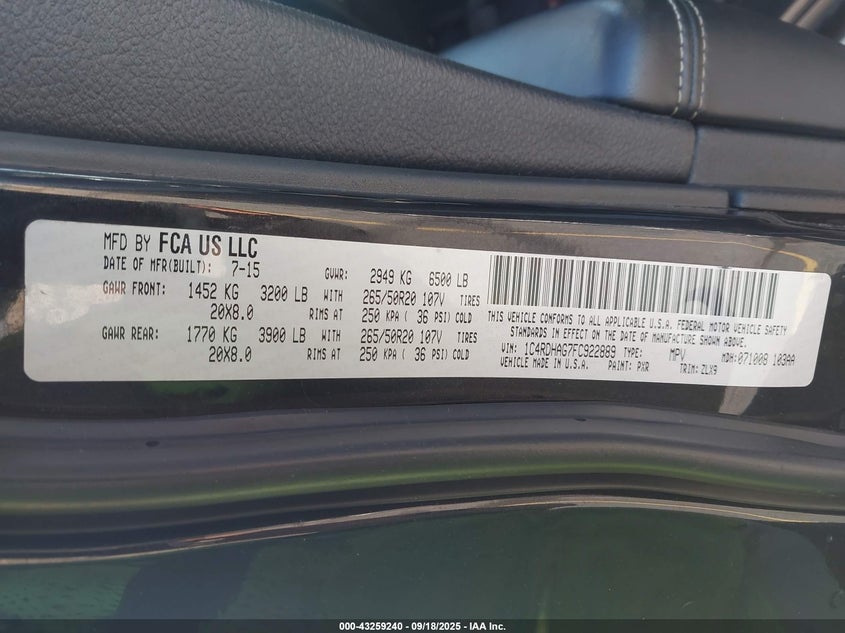 MFD BY FCA US LLC
DATE OF MFR(BUILT): 7-15 GVWR: 2949 KG 6500 LB
GAWR FRONT: 1452 KG 3200 LB WITH 265/50R20 107V TIRES
20X8.0 RIMS AT 250 KPA ( 36 PSI) COLD
GAWR REAR: 1770 KG 3900 LB WITH 265/50R20 107V TIRES
20X8.0 RIMS AT 250 KPA ( 36 PSI) COLD
THIS VEHICLE CONFORMS TO ALL APPLICABLE U.S.A. FEDERAL MOTOR VEHICLE SAFETY
STANDARDS IN EFFECT ON THE DATE OF MANUFACTURE SHOWN ABOVE.
VIN: 1C4RDHAG7FC922889 TYPE: MPV MDH: 071008 103AA
VEHICLE MADE IN U.S.A. PAINT: PXR TRIM: ZLX9
000-43259240 - 09/18/2025 - IAA Inc.